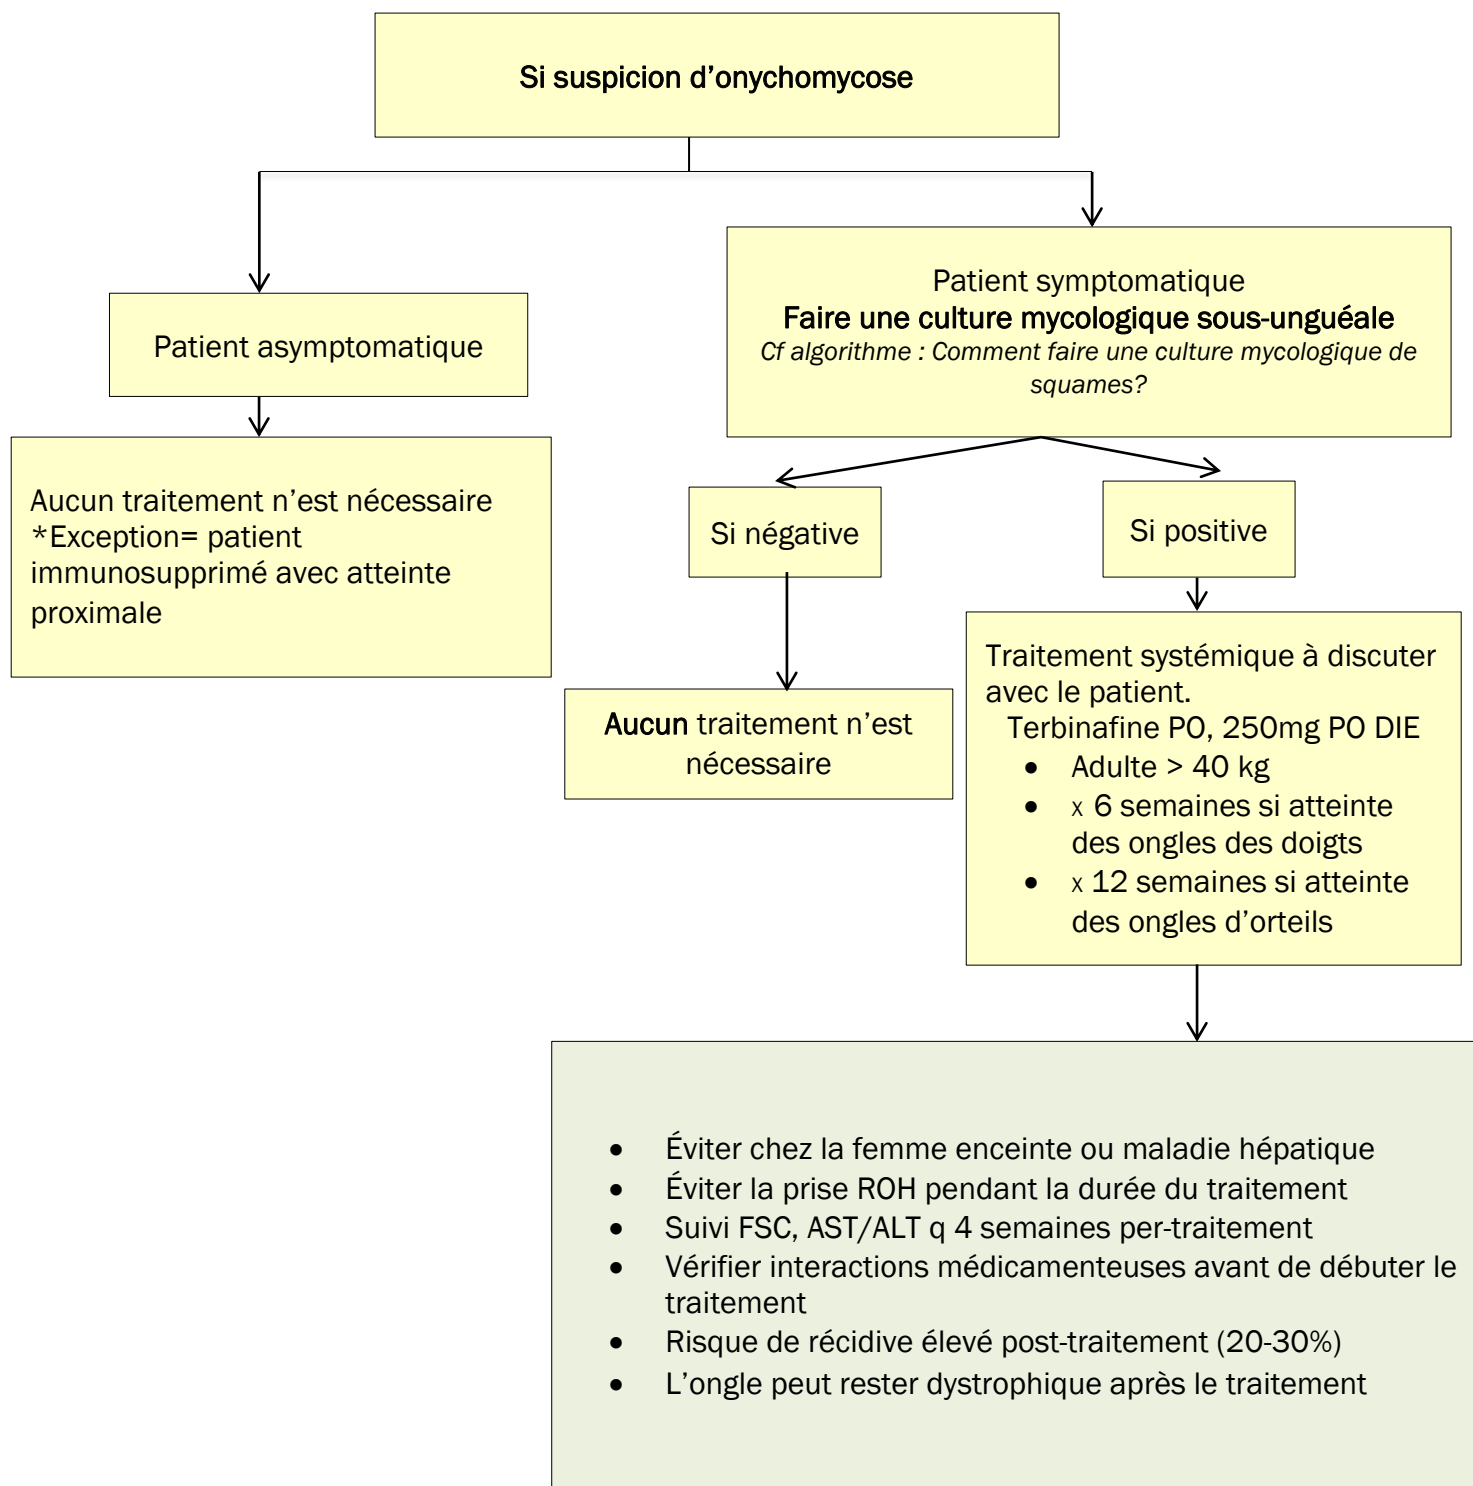 Si suspicion d’onychomycose
Patient asymptomatique
Aucun traitement n’est nécessaire
*Exception= patient
immunosupprimé avec atteinte
proximale
Patient symptomatique
Faire une culture mycologique sous-unguéale
Cf algorithme : Comment faire une culture mycologique de
squames?
Si négative
Aucun traitement n’est
nécessaire
Si positive
Traitement systémique à discuter
avec le patient.
Terbinafine PO, 250mg PO DIE
• Adulte > 40 kg
• x 6 semaines si atteinte
des ongles des doigts
• x 12 semaines si atteinte
des ongles d’orteils
• Éviter chez la femme enceinte ou maladie hépatique
• Éviter la prise ROH pendant la durée du traitement
• Suivi FSC, AST/ALT q 4 semaines per-traitement
• Vérifier interactions médicamenteuses avant de débuter le
traitement
• Risque de récidive élevé post-traitement (20-30%)
• L’ongle peut rester dystrophique après le traitement